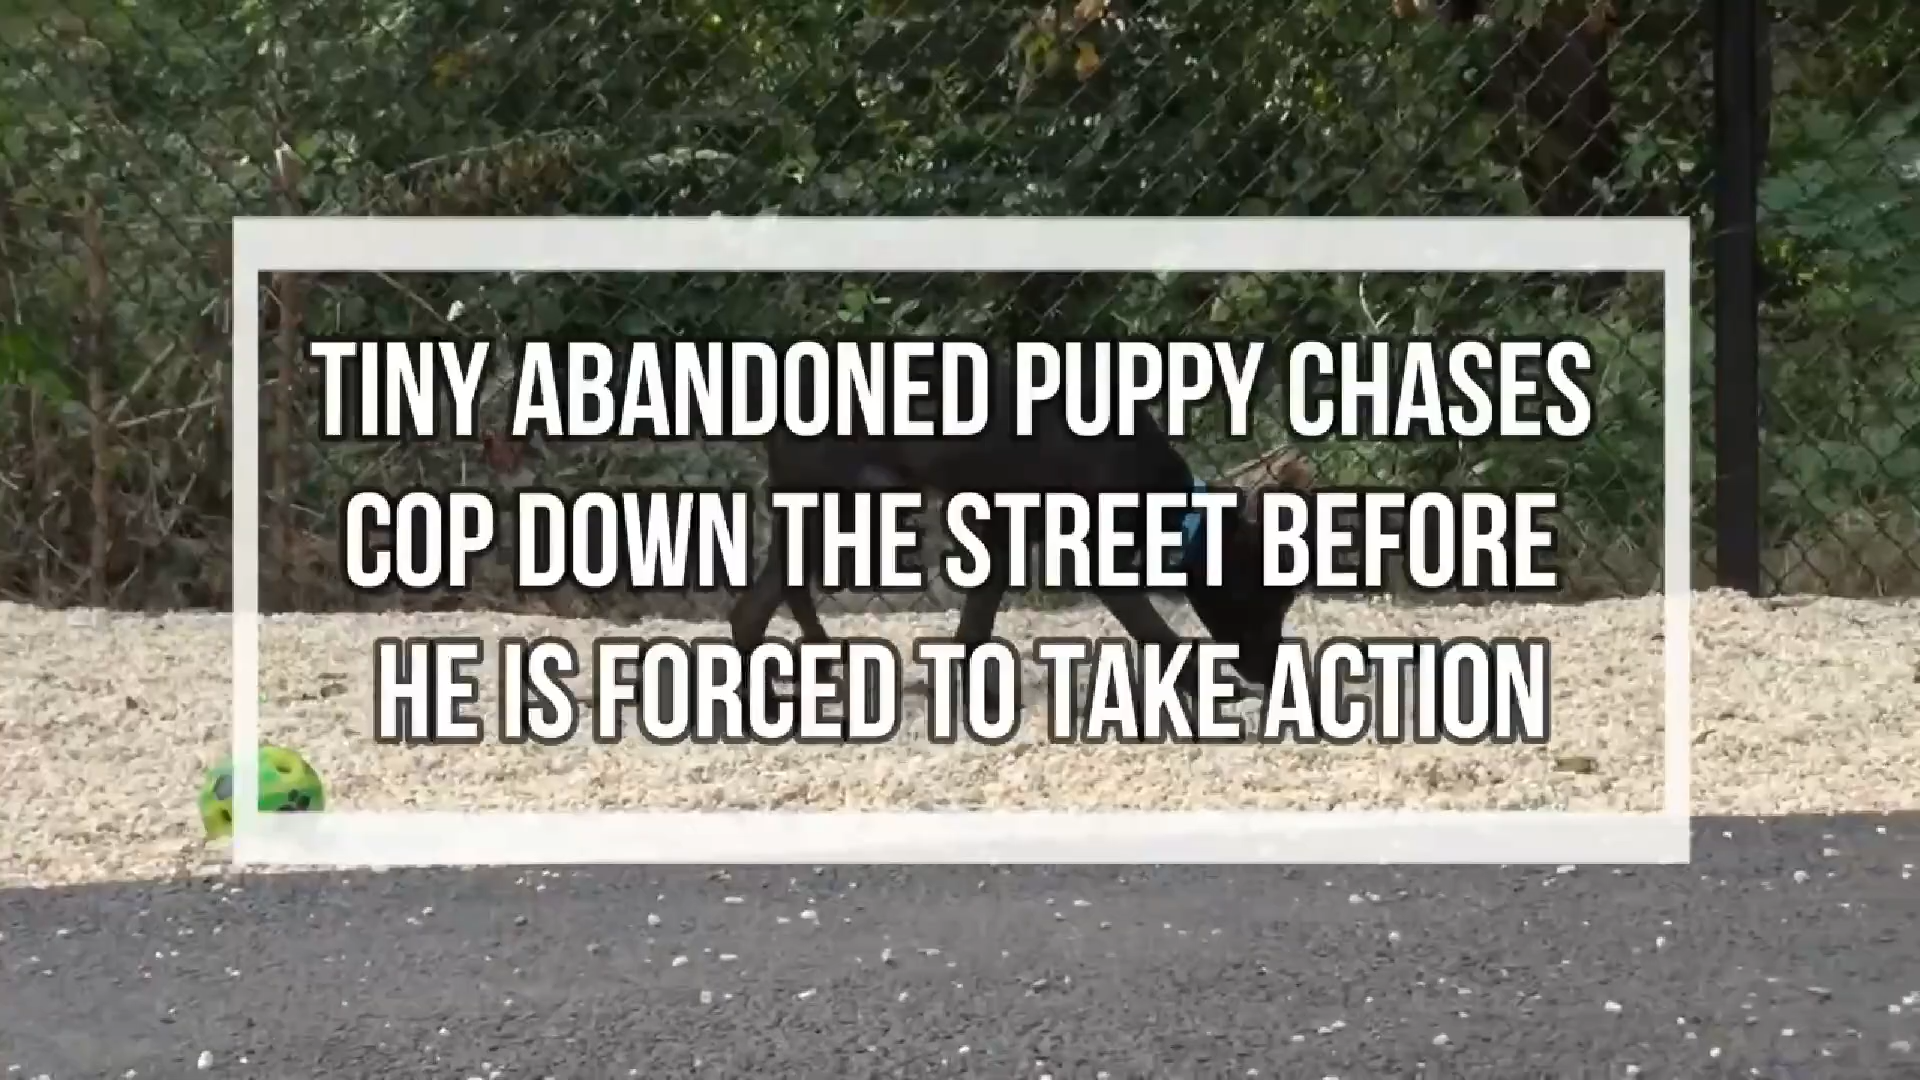 TINY ABANDONED PUPPY CHASES
COP DOWN THE STREET BEFORE
HE IS FORCED TO TAKE ACTION